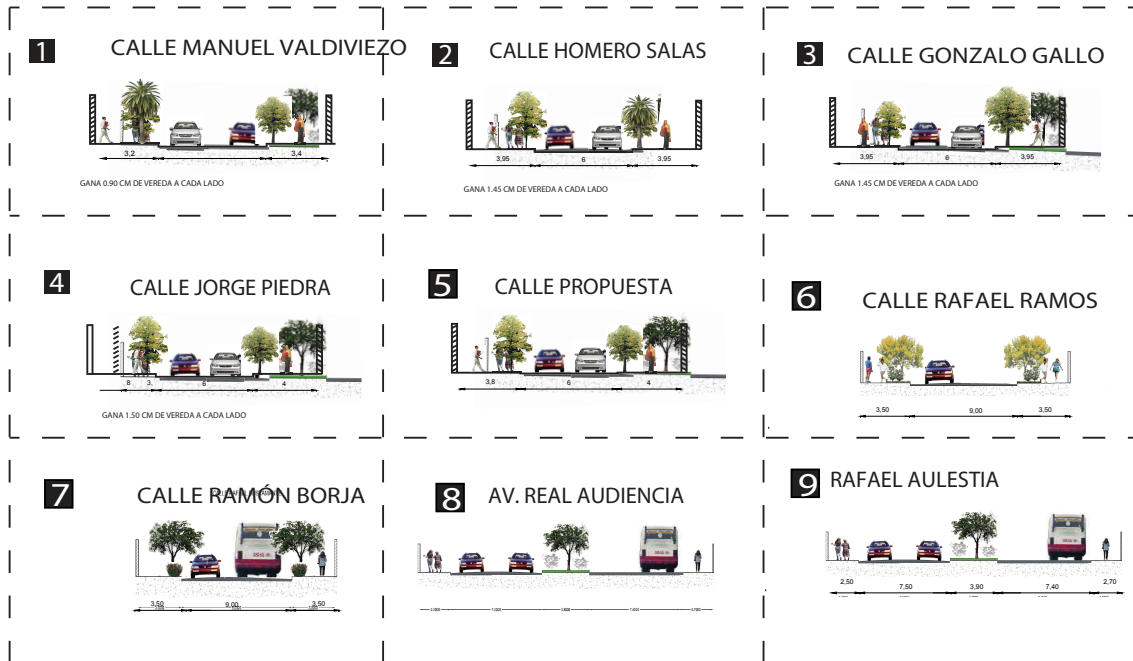 1 CALLE MANUEL VALDIVIEZO
3,2 3,4
GANA 0.90 CM DE VEREDA A CADA LADO
2 CALLE HOMERO SALAS
3,95 6 3,95
GANA 1.45 CM DE VEREDA A CADA LADO
3 CALLE GONZALO GALLO
3,95 6 3,95
GANA 1.45 CM DE VEREDA A CADA LADO
4 CALLE JORGE PIEDRA
8 3, 6 4
GANA 1.50 CM DE VEREDA A CADA LADO
5 CALLE PROPUESTA
3,8 6 4
6 CALLE RAFAEL RAMOS
3,50 9,00 3,50
7 CALLE RAMÓN BORJA
3,50 9,00 3,50
8 AV. REAL AUDIENCIA
9 RAFAEL AULESTIA
2,50 7,50 3,90 7,40 2,70